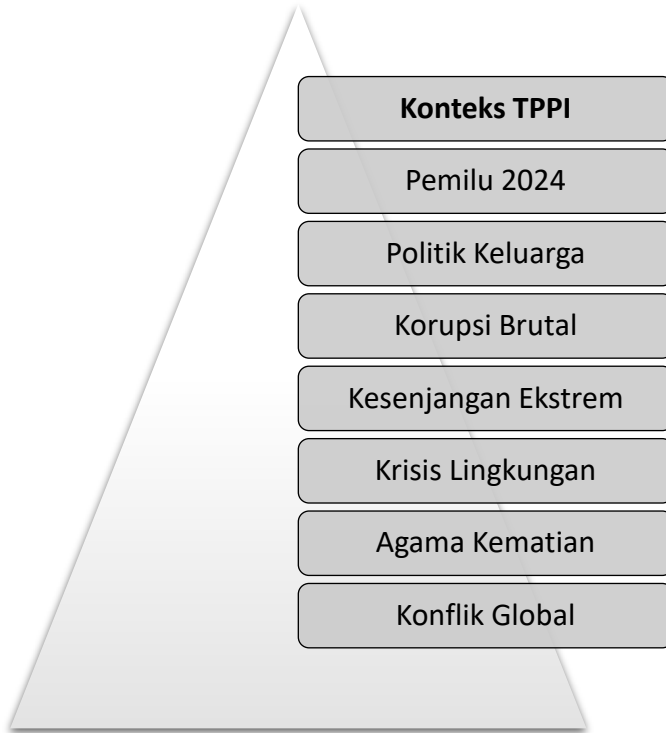 Konteks TPPI
Pemilu 2024
Politik Keluarga
Korupsi Brutal
Kesenjangan Ekstrem
Krisis Lingkungan
Agama Kematian
Konflik Global